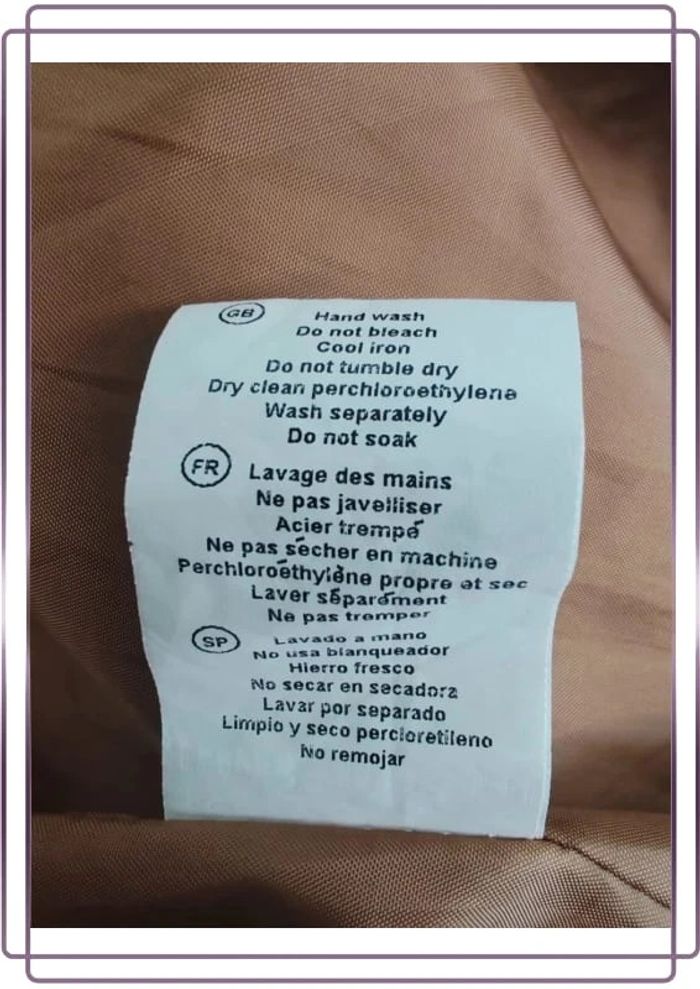 GB
Hand wash
Do not bleach
Cool iron
Do not tumble dry
Dry clean perchloroethylene
Wash separately
Do not soak
FR
Lavage des mains
Ne pas javelliser
Acier trempé
Ne pas sécher en machine
Perchloroéthylène propre et sec
Laver séparément
Ne pas tremper
SP
Lavado a mano
No usa blanqueador
Hierro fresco
No secar en secadora
Lavar por separado
Limpio y seco percloretileno
No remojar